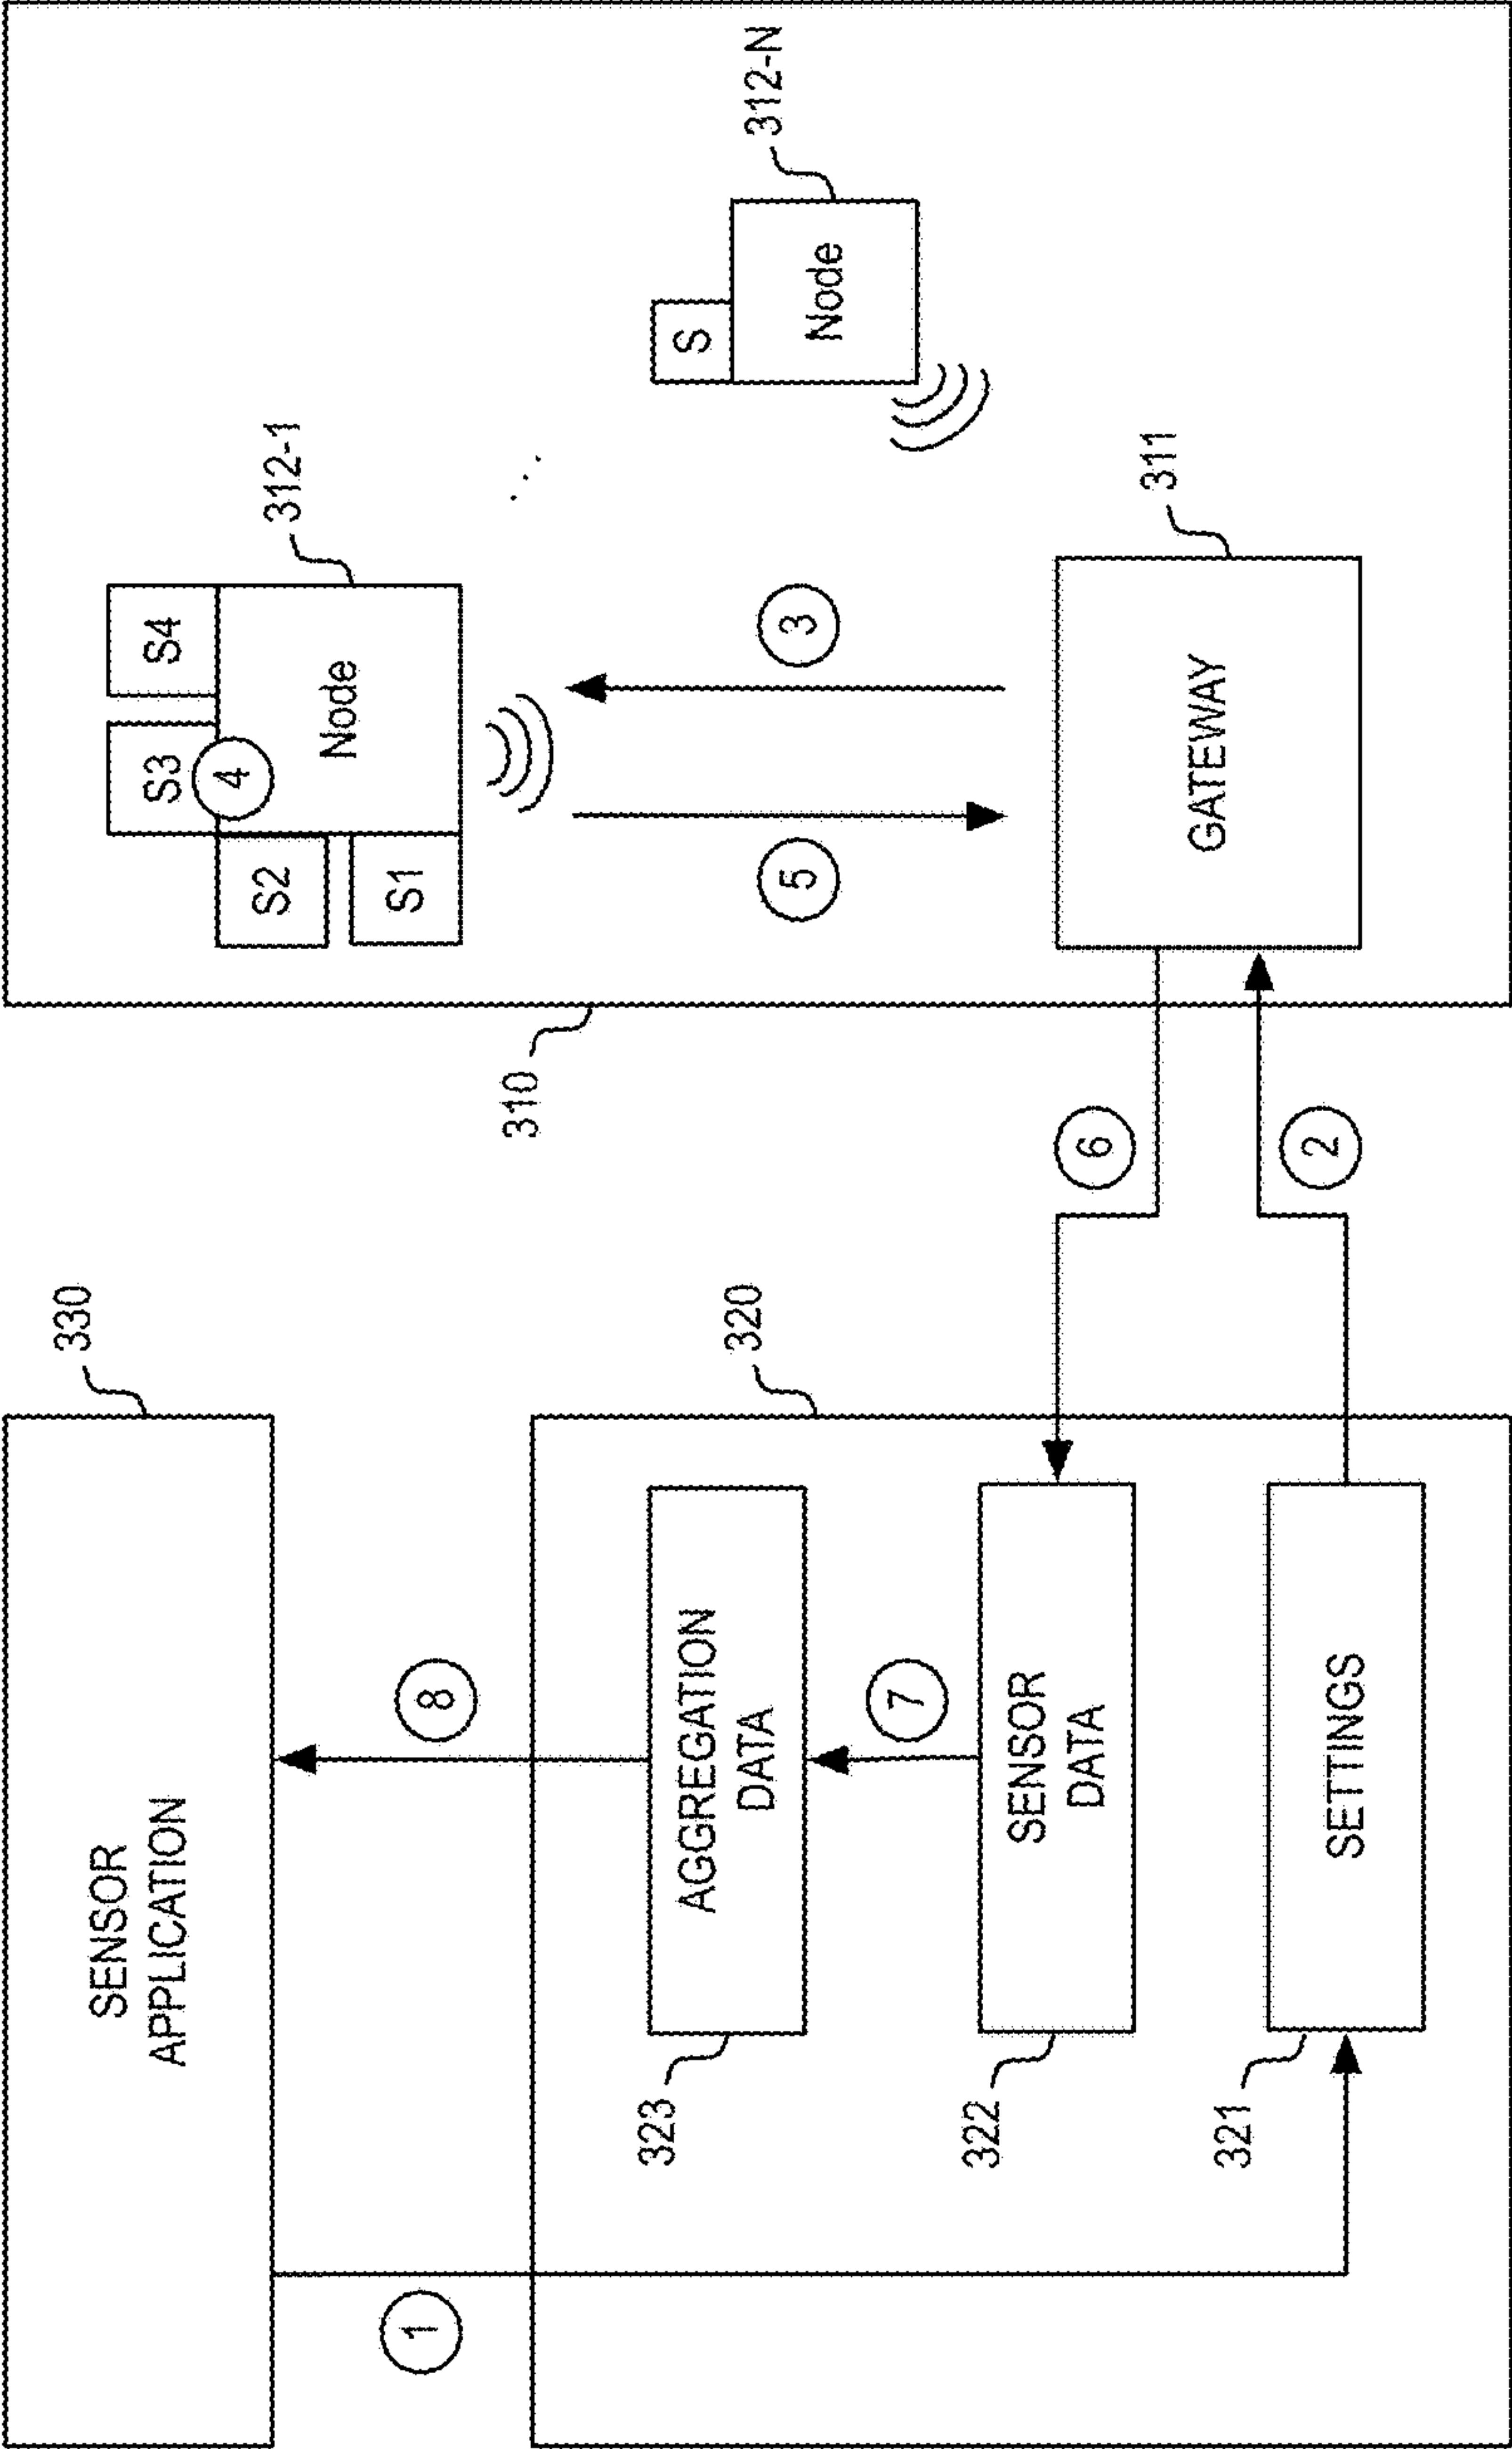 SENSOR
APPLICATION
330
1
8
320
AGGREGATION
DATA
323
7
SENSOR
DATA
322
SETTINGS
321
6
2
310
S1
S2
S3
S4
4
Node
312-1
...
S
Node
312-N
5
3
GATEWAY
311